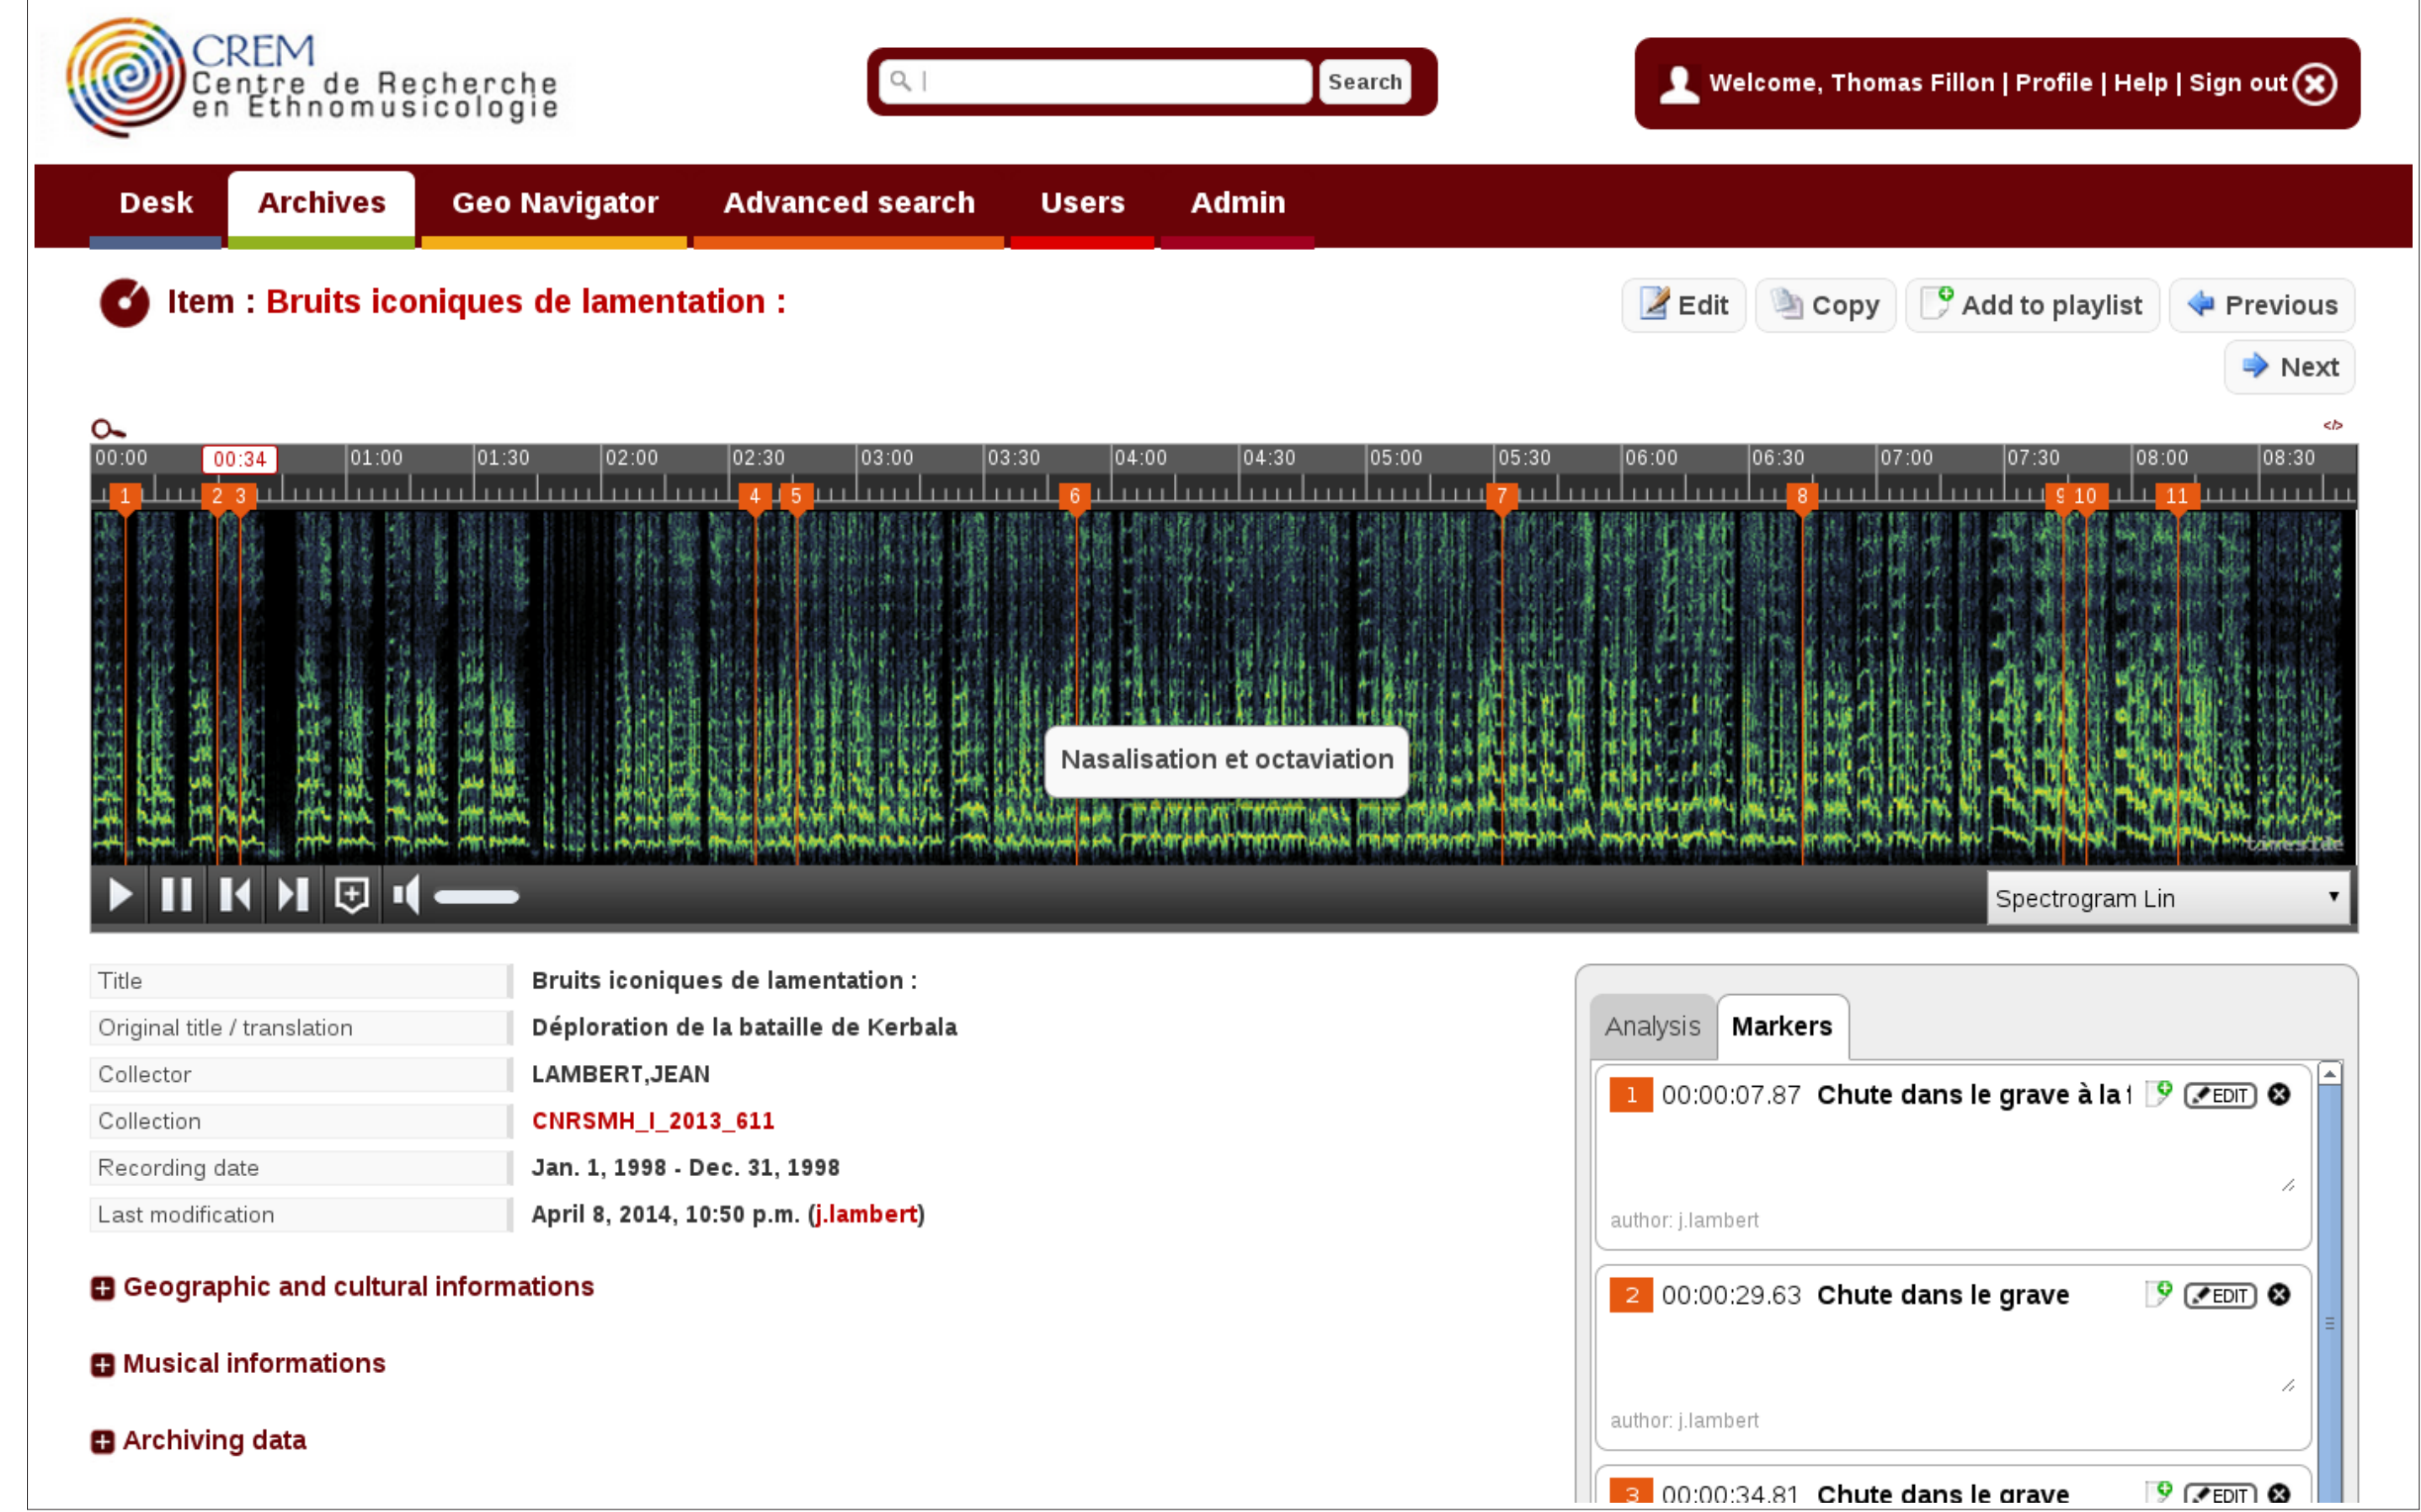 CREM
Centre de Recherche
en Ethnomusicologie
Search
Welcome, Thomas Fillon | Profile | Help | Sign out
Desk Archives Geo Navigator Advanced search Users Admin
Item : Bruits iconiques de lamentation :
Edit Copy Add to playlist Previous
Next
</>
00:00 00:34 01:00 01:30 02:00 02:30 03:00 03:30 04:00 04:30 05:00 05:30 06:00 06:30 07:00 07:30 08:00 08:30
1 2 3 4 5 6 7 8 9 10 11
Nasalisation et octaviation
timeside
Spectrogram Lin
Title Bruits iconiques de lamentation :
Original title / translation Déploration de la bataille de Kerbala
Collector LAMBERT,JEAN
Collection CNRSMH_I_2013_611
Recording date Jan. 1, 1998 - Dec. 31, 1998
Last modification April 8, 2014, 10:50 p.m. (j.lambert)
Geographic and cultural informations
Musical informations
Archiving data
Analysis Markers
1 00:00:07.87 Chute dans le grave à la EDIT
author: j.lambert
2 00:00:29.63 Chute dans le grave EDIT
author: j.lambert
3 00:00:34.81 Chute dans le grave EDIT